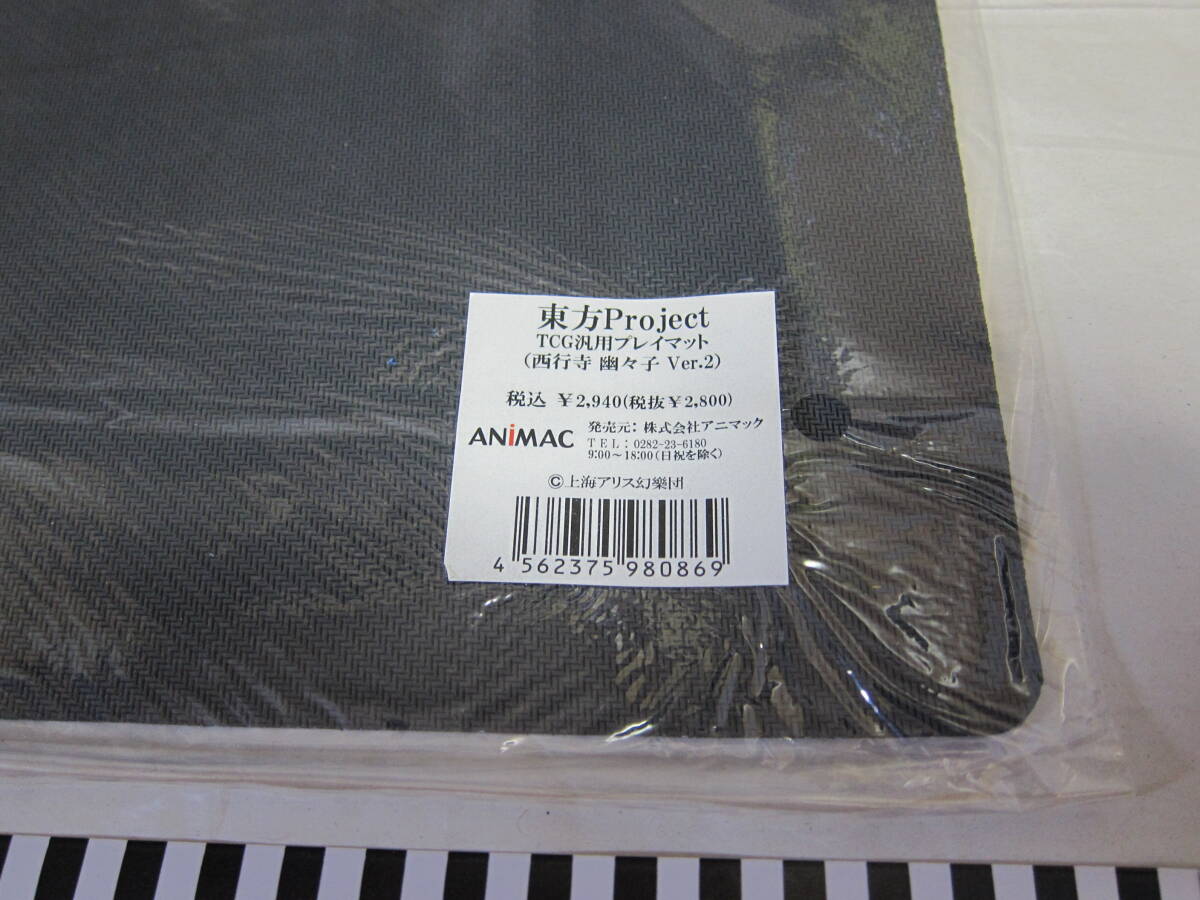 東方Project
TCG汎用プレイマット
(西行寺 幽々子 Ver.2)
税込 ¥2,940(税抜¥2,800)
ANiMAC
発売元: 株式会社アニマック
TEL: 0282-23-6180
9:00〜18:00(日祝を除く)
©上海アリス幻樂団
4 562375 980869